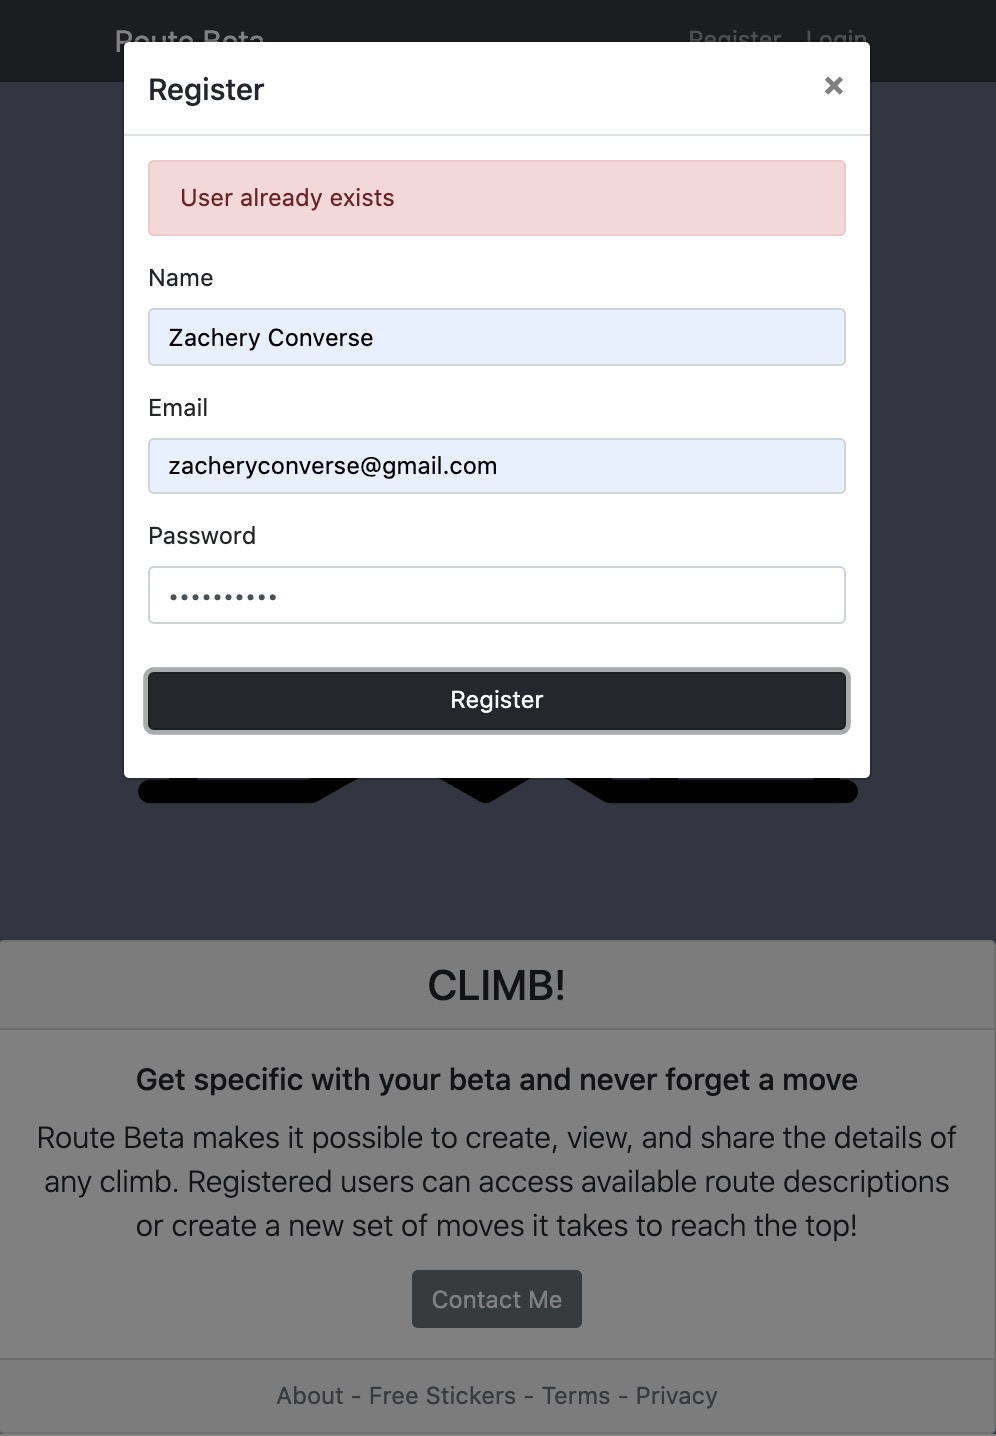 Route Beta
Register Login
Register
×
User already exists
Name
Zachery Converse
Email
zacheryconverse@gmail.com
Password
••••••••••
Register
CLIMB!
Get specific with your beta and never forget a move
Route Beta makes it possible to create, view, and share the details of
any climb. Registered users can access available route descriptions
or create a new set of moves it takes to reach the top!
Contact Me
About - Free Stickers - Terms - Privacy